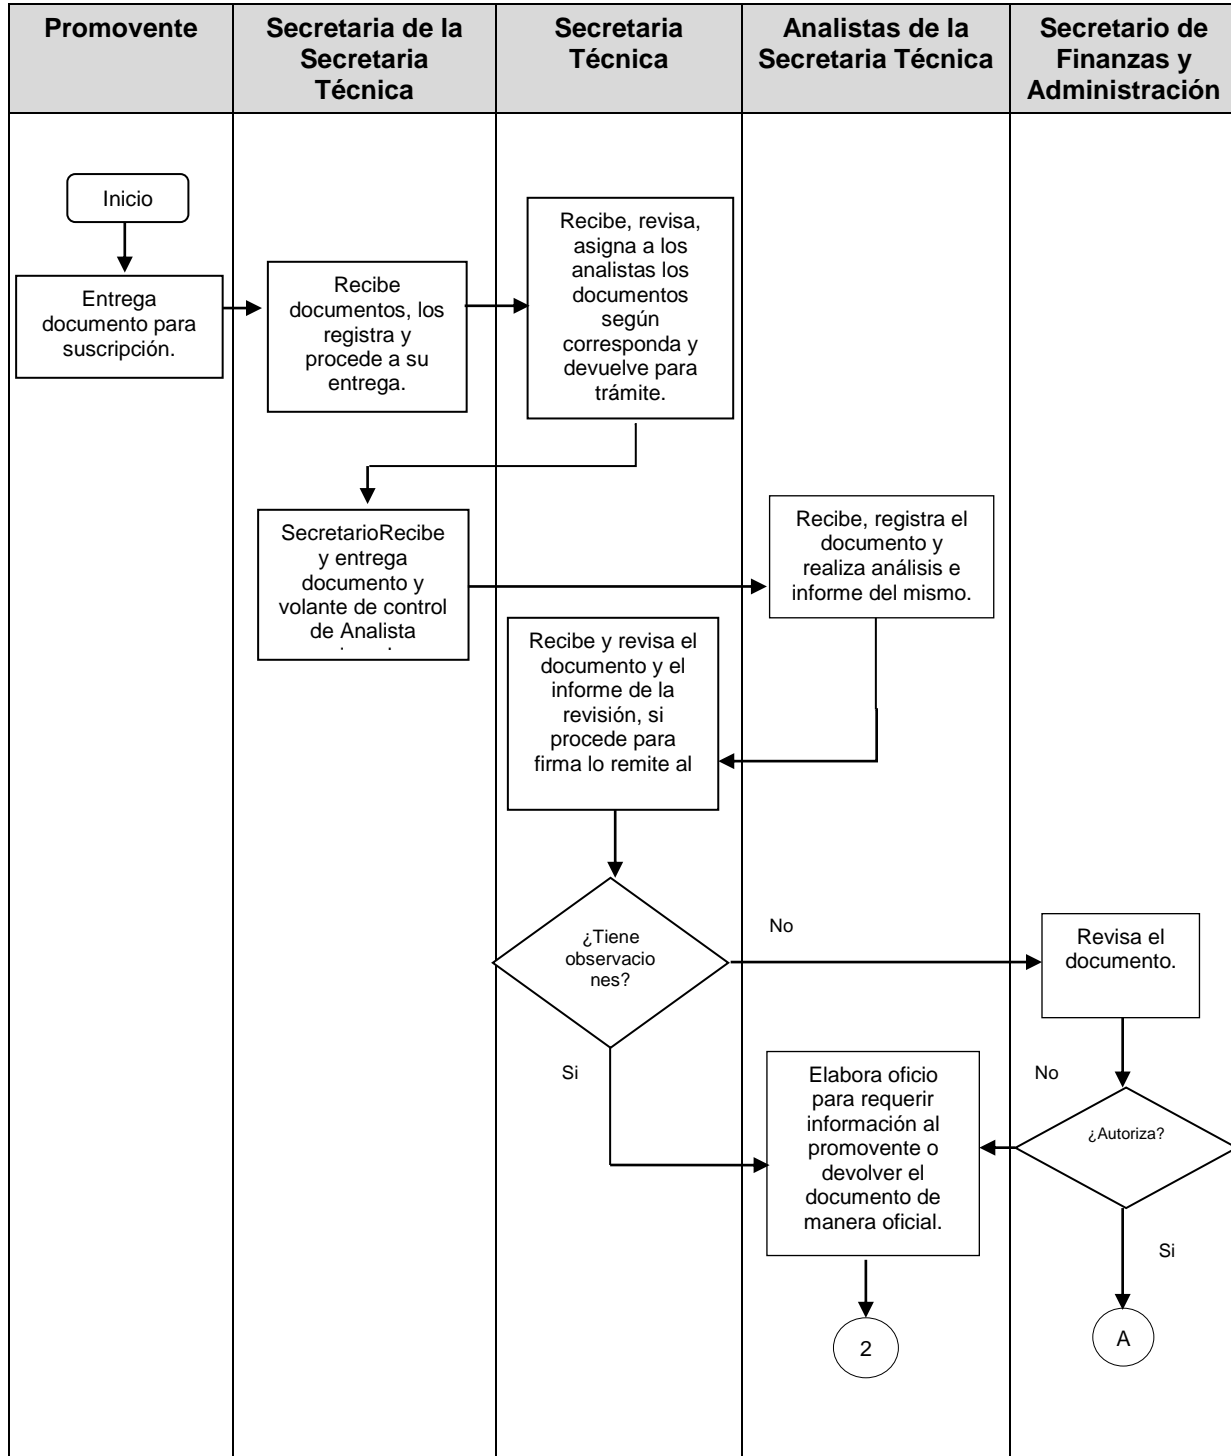 Promovente
Secretaria de la
Secretaria
Técnica
Secretaria
Técnica
Analistas de la
Secretaria Técnica
Secretario de
Finanzas y
Administración
Inicio
Entrega
documento para
suscripción.
Recibe
documentos, los
registra y
procede a su
entrega.
Recibe, revisa,
asigna a los
analistas los
documentos
según
corresponda y
devuelve para
trámite.
SecretarioRecibe
y entrega
documento y
volante de control
de Analista
Recibe, registra el
documento y
realiza análisis e
informe del mismo.
Recibe y revisa el
documento y el
informe de la
revisión, si
procede para
firma lo remite al
¿Tiene
observacio
nes?
No
Revisa el
documento.
Si
Elabora oficio
para requerir
información al
promovente o
devolver el
documento de
manera oficial.
No
¿Autoriza?
Si
2
A